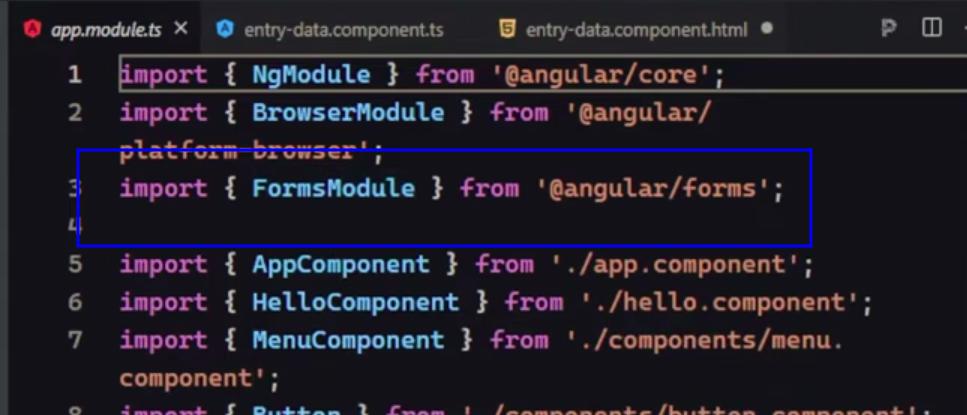 app.module.ts × entry-data.component.ts entry-data.component.html
1 import { NgModule } from '@angular/core';
2 import { BrowserModule } from '@angular/
platform-browser';
3 import { FormsModule } from '@angular/forms';
4
5 import { AppComponent } from './app.component';
6 import { HelloComponent } from './hello.component';
7 import { MenuComponent } from './components/menu.
component';
8 import { Button } from './components/button.component';